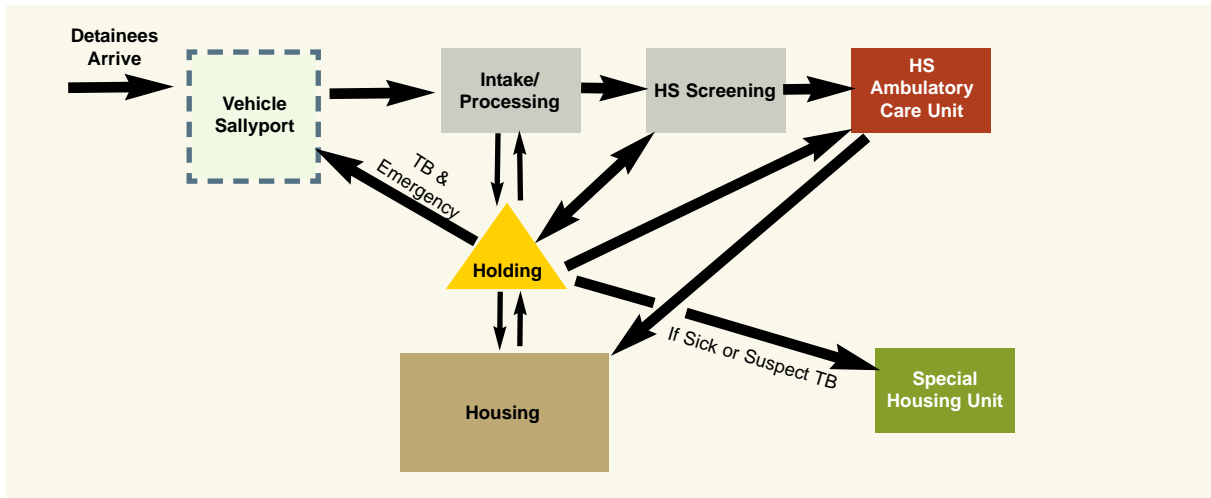 Detainees
Arrive
Vehicle
Sallyport
Intake/
Processing
HS Screening
HS
Ambulatory
Care Unit
TB &
Emergency
Holding
If Sick or Suspect TB
Housing
Special
Housing Unit